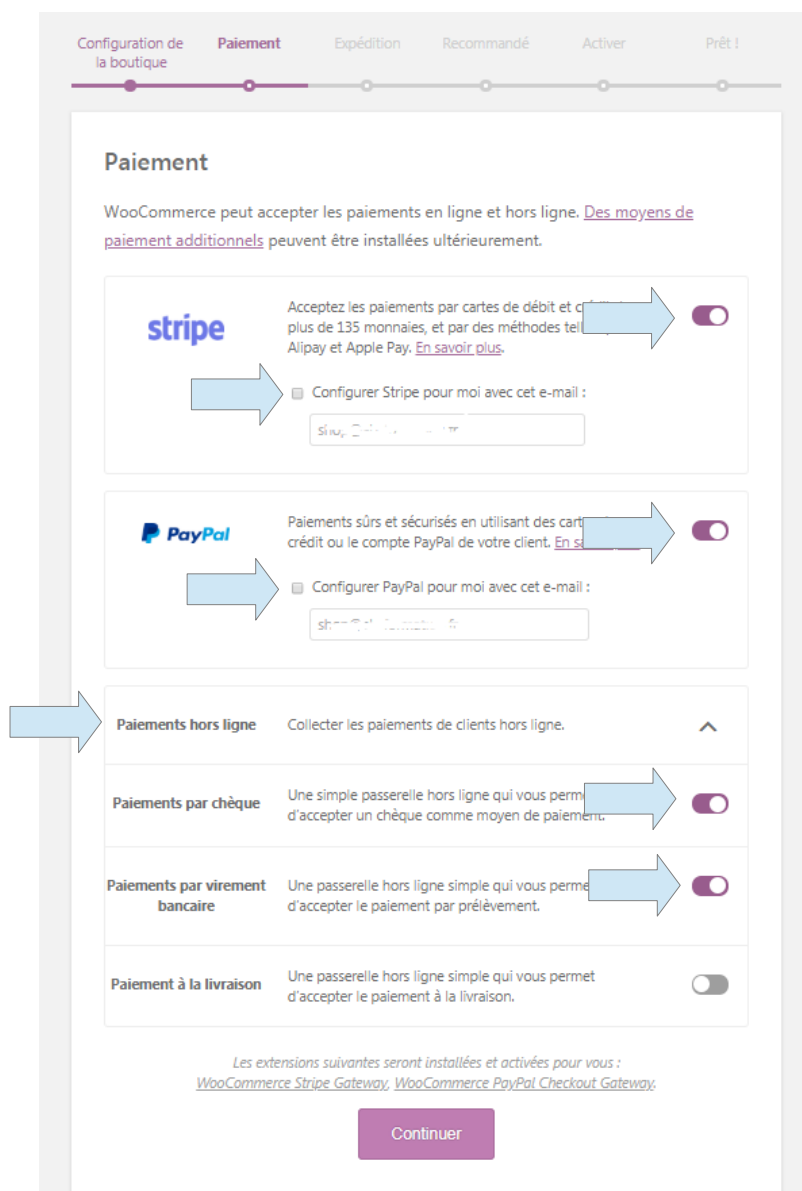 Configuration de la boutique
Paiement
Expédition
Recommandé
Activer
Prêt !
Paiement
WooCommerce peut accepter les paiements en ligne et hors ligne. Des moyens de
paiement additionnels peuvent être installées ultérieurement.
stripe
Acceptez les paiements par cartes de débit et
plus de 135 monnaies, et par des méthodes
Alipay et Apple Pay. En savoir plus.
Configurer Stripe pour moi avec cet e-mail :
PayPal
Paiements sûrs et sécurisés en utilisant des
crédit ou le compte PayPal de votre client. En
Configurer PayPal pour moi avec cet e-mail :
Paiements hors ligne
Collecter les paiements de clients hors ligne.
Paiements par chèque
Une simple passerelle hors ligne qui vous
d'accepter un chèque comme moyen de paiement.
Paiements par virement
bancaire
Une passerelle hors ligne simple qui vous
d'accepter le paiement par prélèvement.
Paiement à la livraison
Une passerelle hors ligne simple qui vous permet
d'accepter le paiement à la livraison.
Les extensions suivantes seront installées et activées pour vous :
WooCommerce Stripe Gateway, WooCommerce PayPal Checkout Gateway.
Continuer